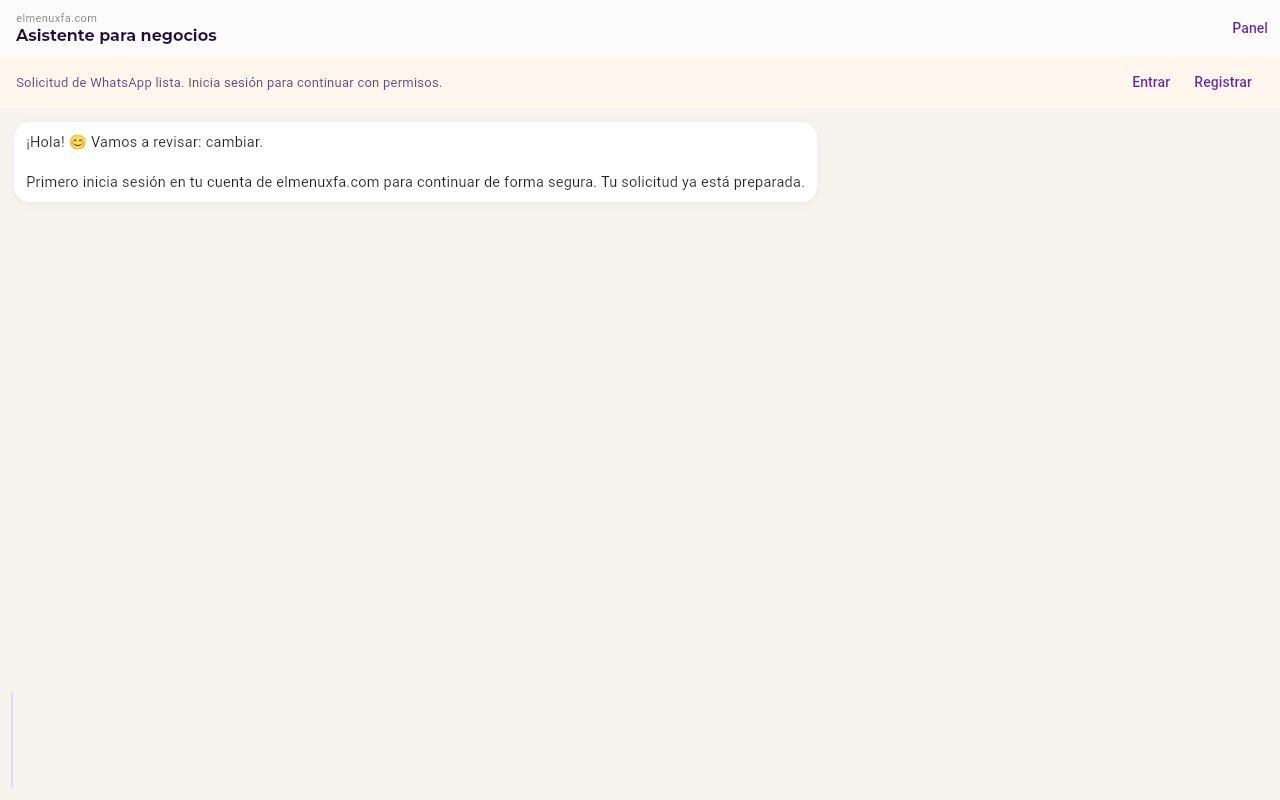 elmenuxfa.com
Asistente para negocios
Panel
Solicitud de WhatsApp lista. Inicia sesión para continuar con permisos.
Entrar
Registrar
¡Hola! 😊 Vamos a revisar: cambiar.
Primero inicia sesión en tu cuenta de elmenuxfa.com para continuar de forma segura. Tu solicitud ya está preparada.